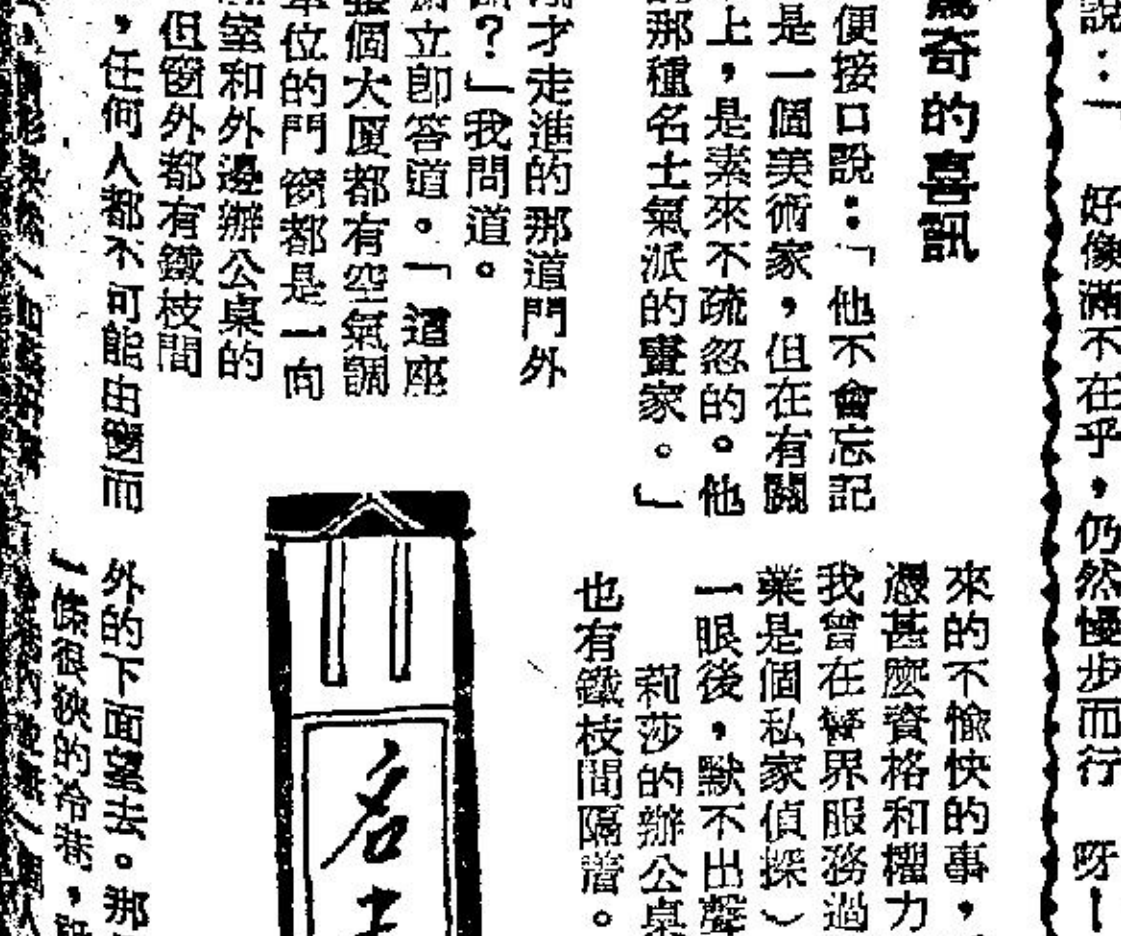 說：「
好像滿不在乎，仍然慢步而行
呀！
驚奇的喜訊
便接口說：「他不會忘記
是一個美術家，但在有關
上，是素來不疏忽的。他
那種名士氣派的畫家。」
才走進的那道門外
？」我問道。
立卽答道。「這座
個大厦都有空氣調
位的門窗都是一向
室和外邊辦公桌的
但窗外都有鐵枝間
，任何人都不可能由窗而
來的不愉快的事，
憑甚麼資格和權力，
我曾在警界服務過
業是個私家偵探）
一眼後，默不出聲
莉莎的辦公桌
也有鐵枝間隔着。
名士
外的下面望去。那
一條很狹的冷巷，